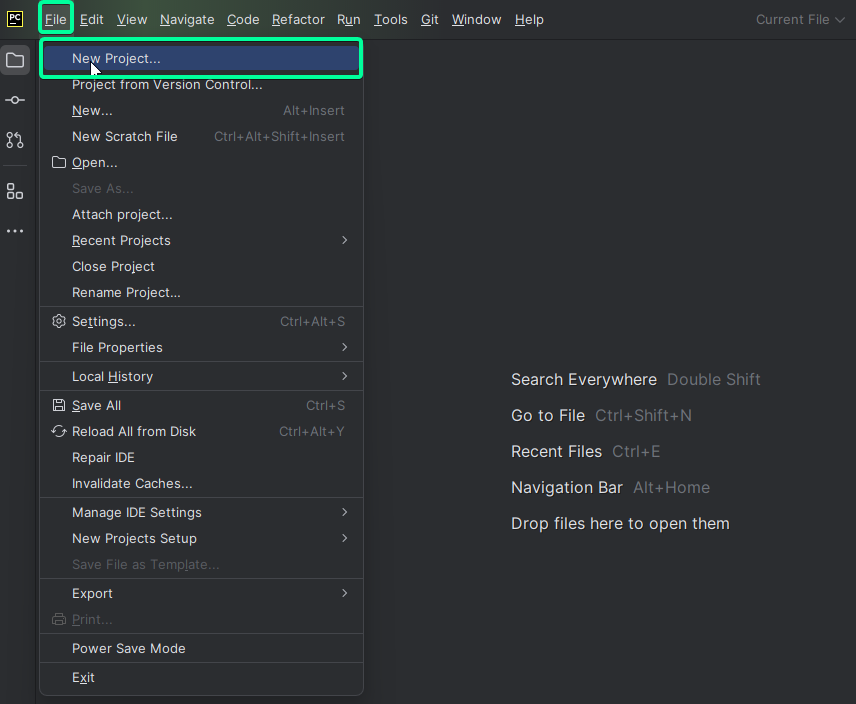 PC File Edit View Navigate Code Refactor Run Tools Git Window Help Current File
New Project...
Project from Version Control...
New... Alt+Insert
New Scratch File Ctrl+Alt+Shift+Insert
Open...
Save As...
Attach project...
Recent Projects
Close Project
Rename Project...
Settings... Ctrl+Alt+S
File Properties
Local History
Save All Ctrl+S
Reload All from Disk Ctrl+Alt+Y
Repair IDE
Invalidate Caches...
Manage IDE Settings
New Projects Setup
Save File as Template...
Export
Print...
Power Save Mode
Exit
Search Everywhere Double Shift
Go to File Ctrl+Shift+N
Recent Files Ctrl+E
Navigation Bar Alt+Home
Drop files here to open them